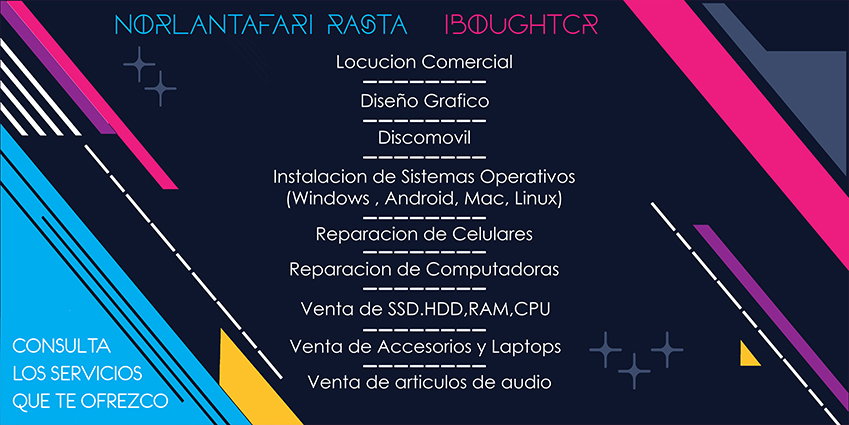 NORLANTAFARI RASTA IBOUGHTCR
Locucion Comercial
Diseño Grafico
Discomovil
Instalacion de Sistemas Operativos
(Windows , Android, Mac, Linux)
Reparacion de Celulares
Reparacion de Computadoras
Venta de SSD.HDD,RAM,CPU
Venta de Accesorios y Laptops
Venta de articulos de audio
CONSULTA
LOS SERVICIOS
QUE TE OFREZCO